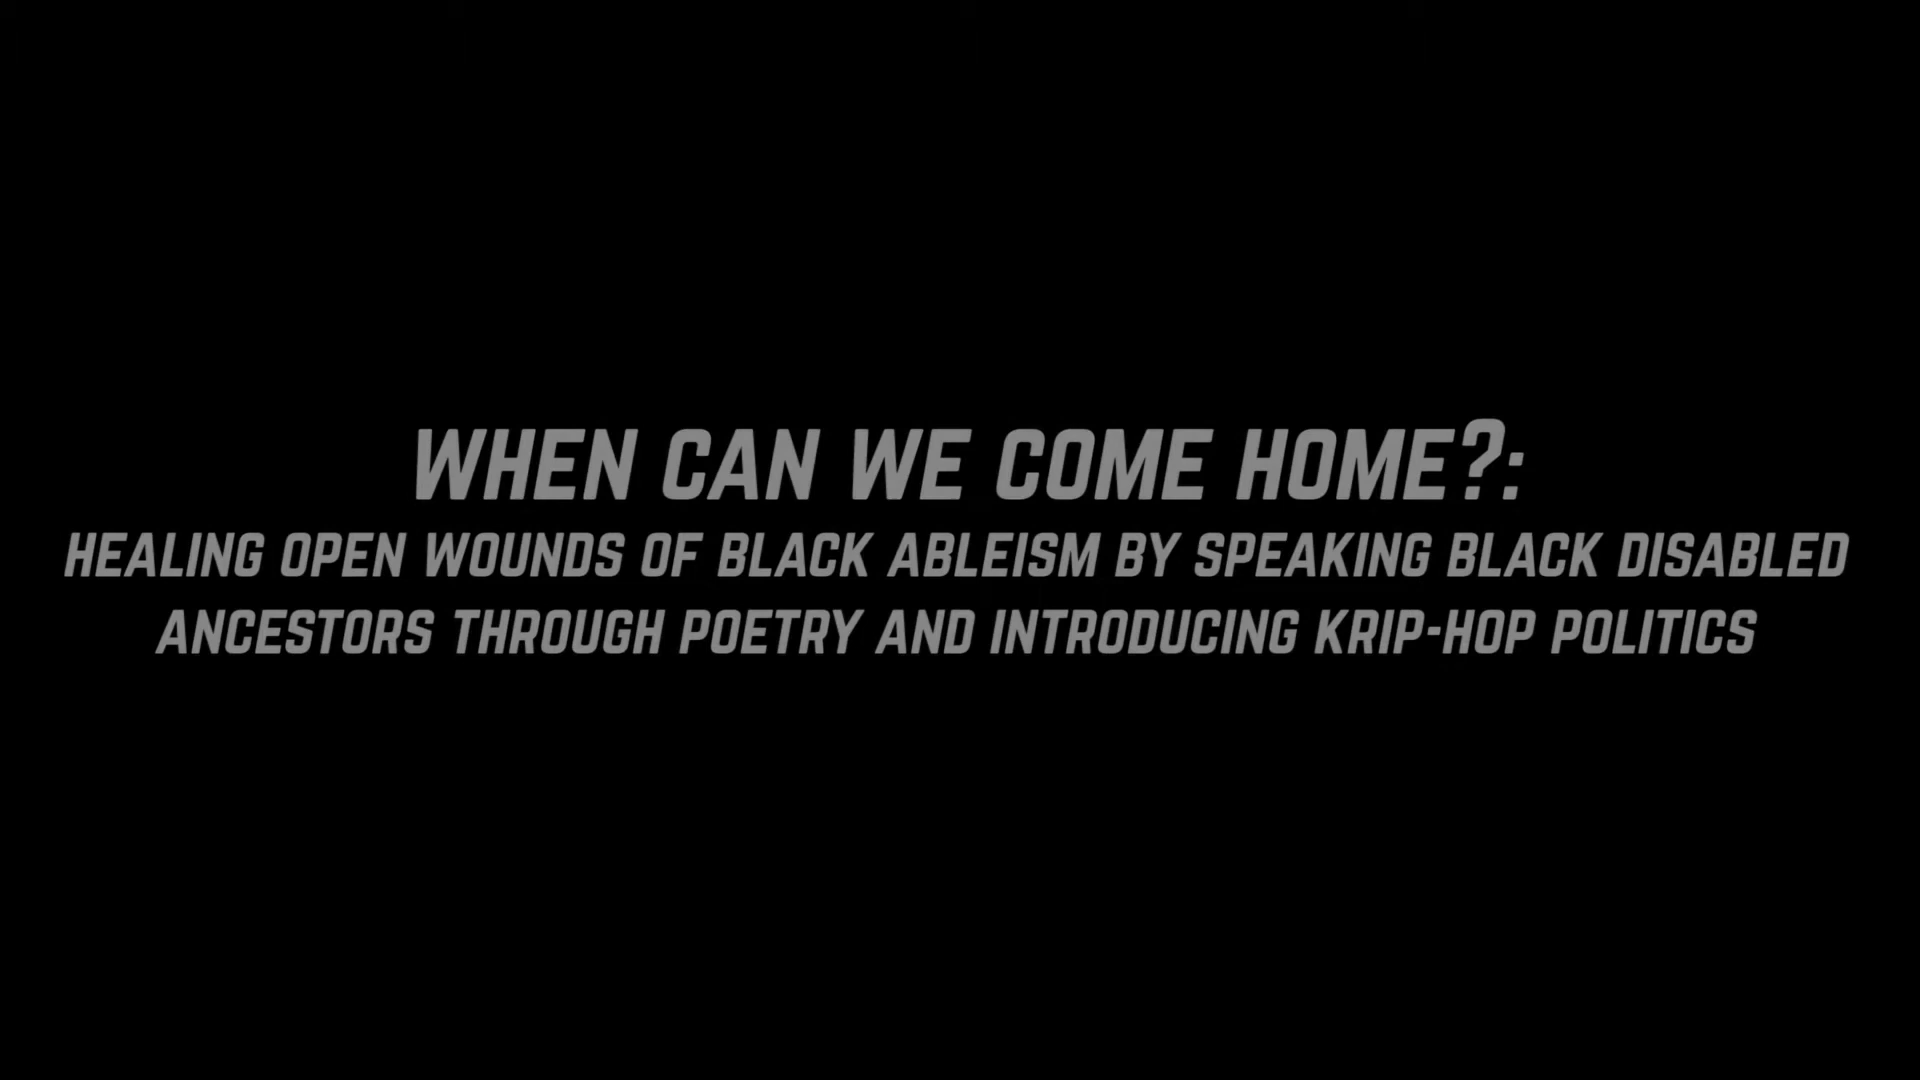 WHEN CAN WE COME HOME?:
HEALING OPEN WOUNDS OF BLACK ABLEISM BY SPEAKING BLACK DISABLED
ANCESTORS THROUGH POETRY AND INTRODUCING KRIP-HOP POLITICS